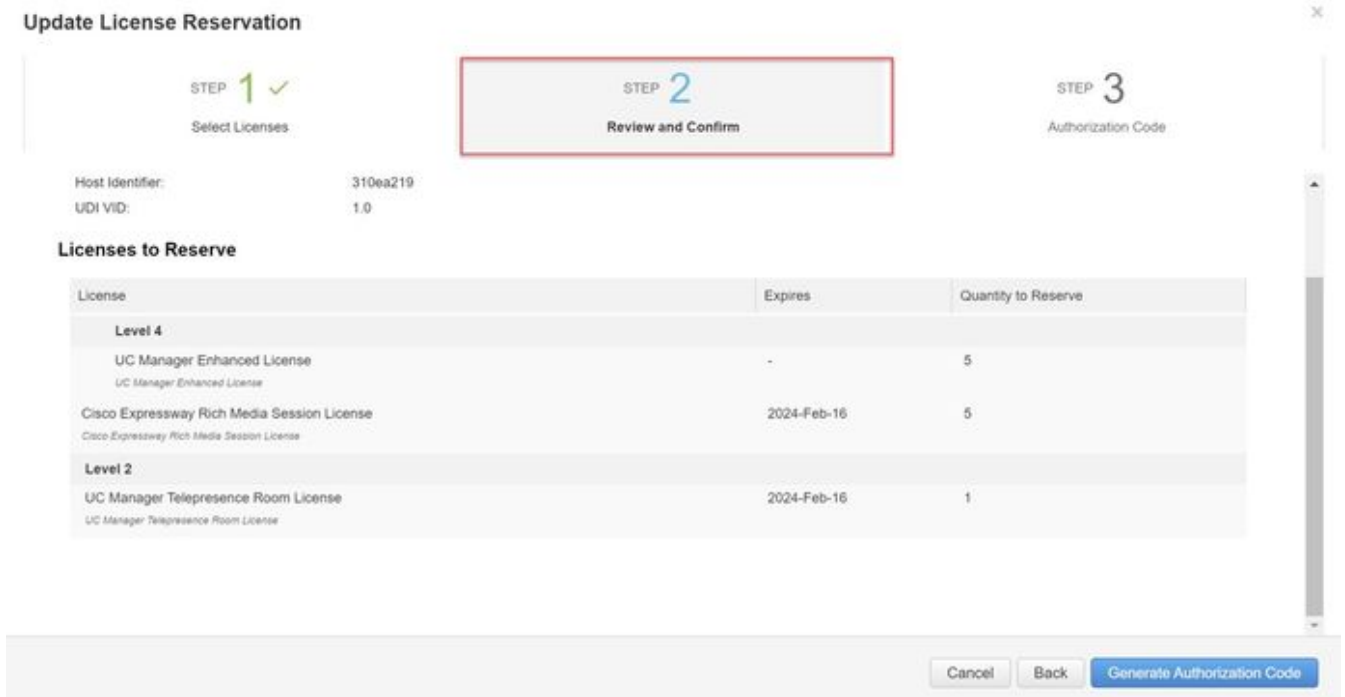 Update License Reservation
×
STEP 1 ✓
Select Licenses
STEP 2
Review and Confirm
STEP 3
Authorization Code
Host Identifier: 310ea219
UDI VID: 1.0
Licenses to Reserve
License Expires Quantity to Reserve
Level 4
UC Manager Enhanced License - 5
UC Manager Enhanced License
Cisco Expressway Rich Media Session License 2024-Feb-16 5
Cisco Expressway Rich Media Session License
Level 2
UC Manager Telepresence Room License 2024-Feb-16 1
UC Manager Telepresence Room License
Cancel Back Generate Authorization Code